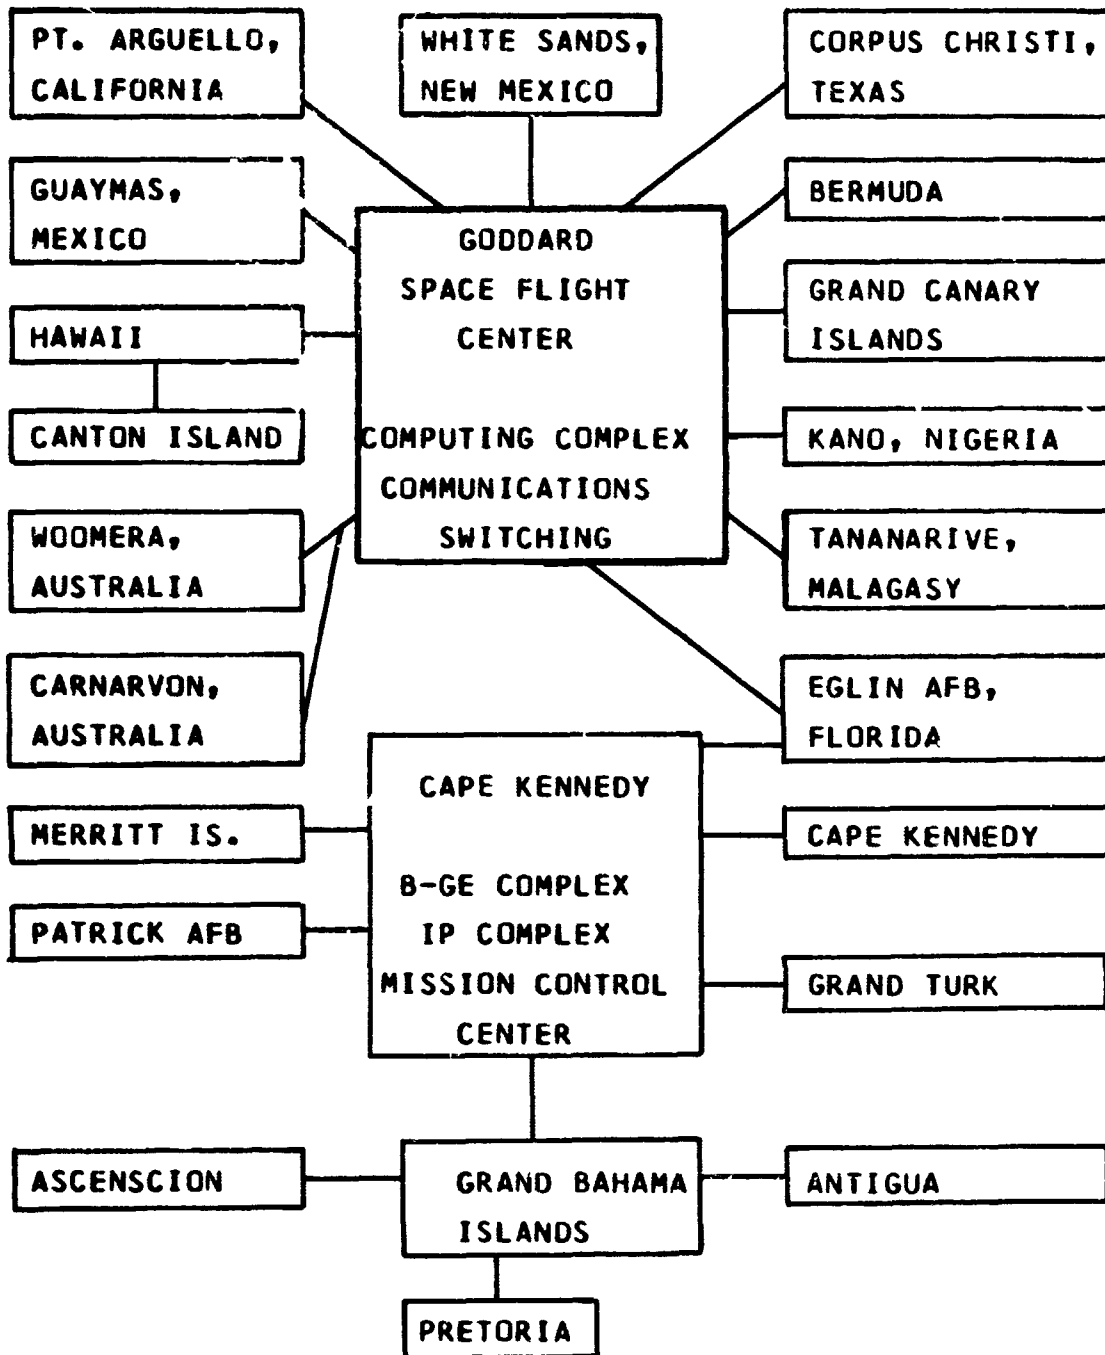 PT. ARGUELLO,
CALIFORNIA
WHITE SANDS,
NEW MEXICO
CORPUS CHRISTI,
TEXAS
GUAYMAS,
MEXICO
BERMUDA
GODDARD
SPACE FLIGHT
CENTER
COMPUTING COMPLEX
COMMUNICATIONS
SWITCHING
GRAND CANARY
ISLANDS
HAWAII
CANTON ISLAND
KANO, NIGERIA
WOOMERA,
AUSTRALIA
TANANARIVE,
MALAGASY
CARNARVON,
AUSTRALIA
EGLIN AFB,
FLORIDA
CAPE KENNEDY
B-GE COMPLEX
IP COMPLEX
MISSION CONTROL
CENTER
MERRITT IS.
CAPE KENNEDY
PATRICK AFB
GRAND TURK
ASCENSCION
GRAND BAHAMA
ISLANDS
ANTIGUA
PRETORIA